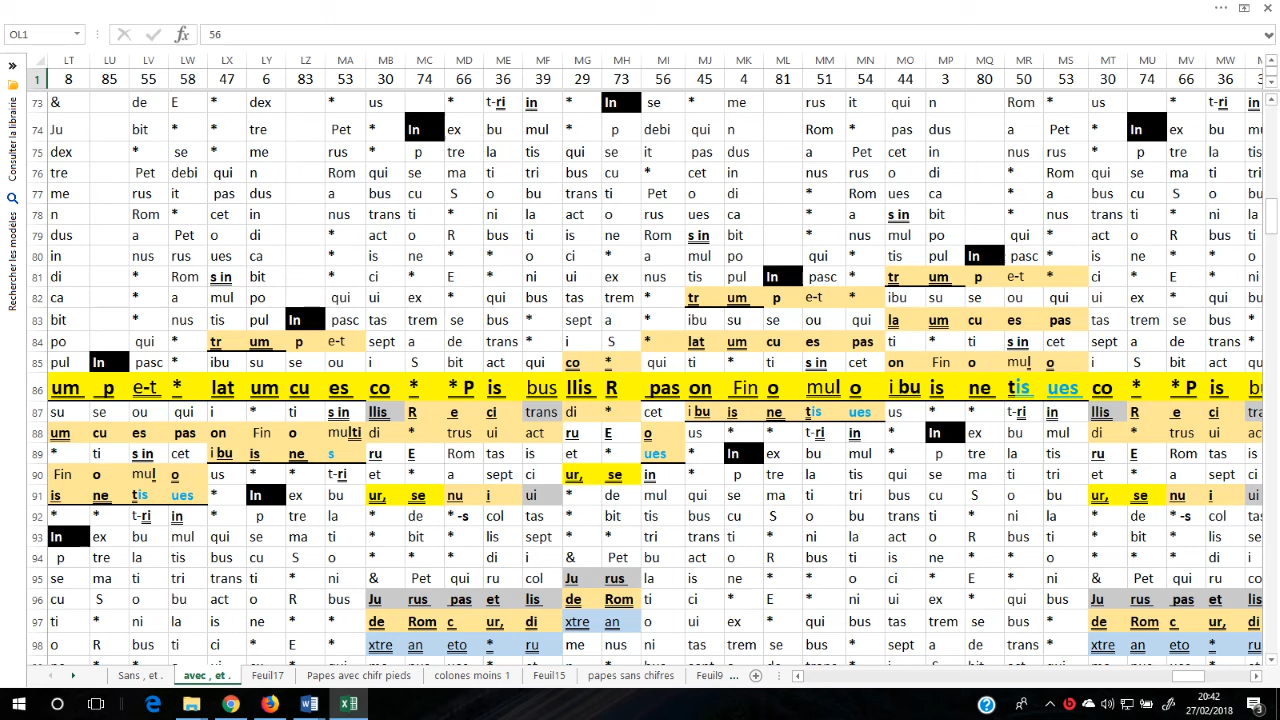 OL1 56
LT LU LV LW LX LY LZ MA MB MC MD ME MF MG MH MI MJ MK ML MM MN MO MP MQ MR MS MT MU MV MW
1 8 85 55 58 47 6 83 53 30 74 66 36 38 29 73 56 45 4 81 51 54 40 3 80 50 53 30 74 66 36
73 & de E * dex * us * t-ri in * In se * me rus it qui n Rom * us * t-ri in
74 Ju bit * * tre Pet * In ex bu mul * p debi qui n Rom * pas dus a Pet * In ex bu
75 dex * se * me rus * p tre la tis qui se it pas dus a Pet cet in nus rus * p tre la
76 tre Pet debi qui n Rom qui se ma ti tri bus cu * cet in nus rus o di * Rom qui se ma ti
77 me rus it pas dus a bus cu S o bu trans ti Pet o di * Rom ues ca * a bus cu S o
78 n Rom * cet in nus trans ti * ni la act o rus ues ca * a s in bit * nus trans ti * ni
79 dus a Pet o di * act o R bus ti is ne Rom s in bit * nus mul po qui * act o R bus
80 in nus rus ues ca * is ne * * o ci * a mul po qui * tis pul In pasc * is ne * *
81 di * Rom s in bit * ci * E * ni ui ex nus tis pul In pasc * tr um p e-t * ci * E *
82 ca * a mul po qui ui ex * qui bus tas trem * tr um p e-t * ibu su se ou qui ui ex * qui
83 bit * nus tis pul In pasc tas trem se bus * sept a * ibu su se ou qui la um cu es pas tas trem se bus
84 po qui * tr um p e-t sept a de trans * i S * lat um cu es pas ti * ti * * sept a de trans
85 pul In pasc * ibu su se ou i S bit act qui co * qui ti * ti s in cet on Fin o mul o i S bit act
86 um p e-t * lat um cu es co * * P is bus llis R pas on Fin o mul o i bu is ne tis ues co * * P is
87 su se ou qui i * ti s in llis R e ci trans di * cet i bu is ne tis ues us * * t-ri in llis R e ci
88 um cu es pas on Fin o multi di * trus ui act ru E o us * * t-ri in * In ex bu mul di * trus ui
89 * ti s in cet i bu is ne s ru E Rom tas is et * ues * In ex bu mul * p tre la tis ru E Rom tas
90 Fin o mul o us * * t-ri et * a sept ci ur, se in * p tre la tis qui se ma ti tri et * a sept
91 is ne tis ues * In ex bu ur, se nu i ui * de mul qui se ma ti tri bus cu S o bu ur, se nu i
92 * * t-ri in * p tre la * de * -s col tas * bit tis bus cu S o bu trans ti * ni la * de * -s col
93 In ex bu mul qui se ma ti * bit * lis sept * * tri trans ti * ni la act o R bus ti * bit * lis
94 p tre la tis bus cu S o * * * di i & Pet bu act o R bus ti is ne * * o * * * di
95 se ma ti tri trans ti * ni & Pet qui ru col Ju rus la is ne * * o ci * E * ni & Pet qui ru
96 cu S o bu act o R bus Ju rus pas et lis de Rom ti ci * E * ni ui ex * qui bus Ju rus pas et lis
97 ti * ni la is ne * * de Rom c ur, di xtre an o ui ex * qui bus tas trem se bus * de Rom c ur, di
98 o R bus ti ci * E * xtre an eto * ru me nus ni tas trem se bus * sept a de trans * xtre an eto * ru
Consulter la librairie
Rechercher les modèles
Sans , et . avec , et . Feuil17 Papes avec chifr pieds colones moins 1 Feuil15 papes sans chifres Feuil9 ...
20:42
27/02/2018